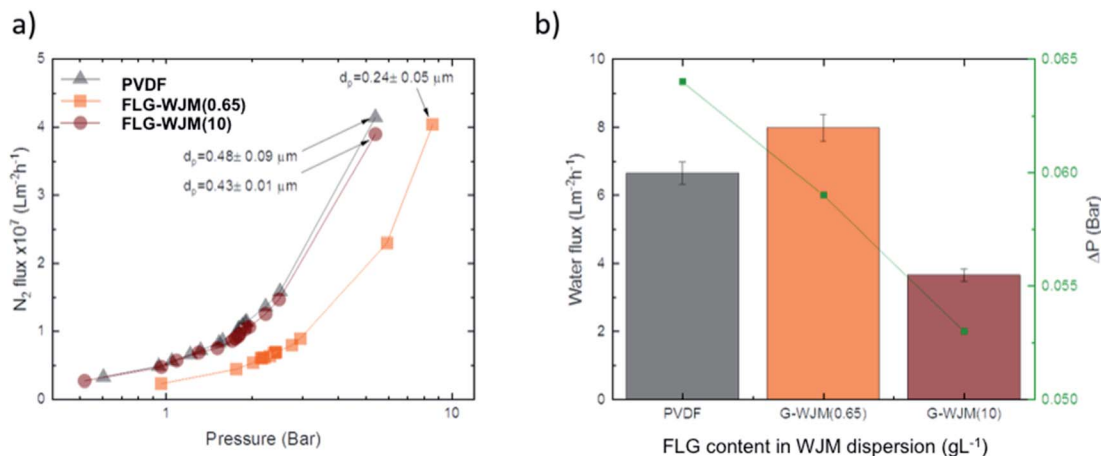 a)
5
4
3
2
1
0
N₂ flux x10⁷ (Lm⁻²h⁻¹)
PVDF
FLG-WJM(0.65)
FLG-WJM(10)
dₚ=0.24± 0.05 μm
dₚ=0.48± 0.09 μm
dₚ=0.43± 0.01 μm
1
10
Pressure (Bar)
b)
10
8
6
4
2
0
Water flux (Lm⁻²h⁻¹)
0.065
0.060
0.055
0.050
ΔP (Bar)
PVDF
G-WJM(0.65)
G-WJM(10)
FLG content in WJM dispersion (gL⁻¹)